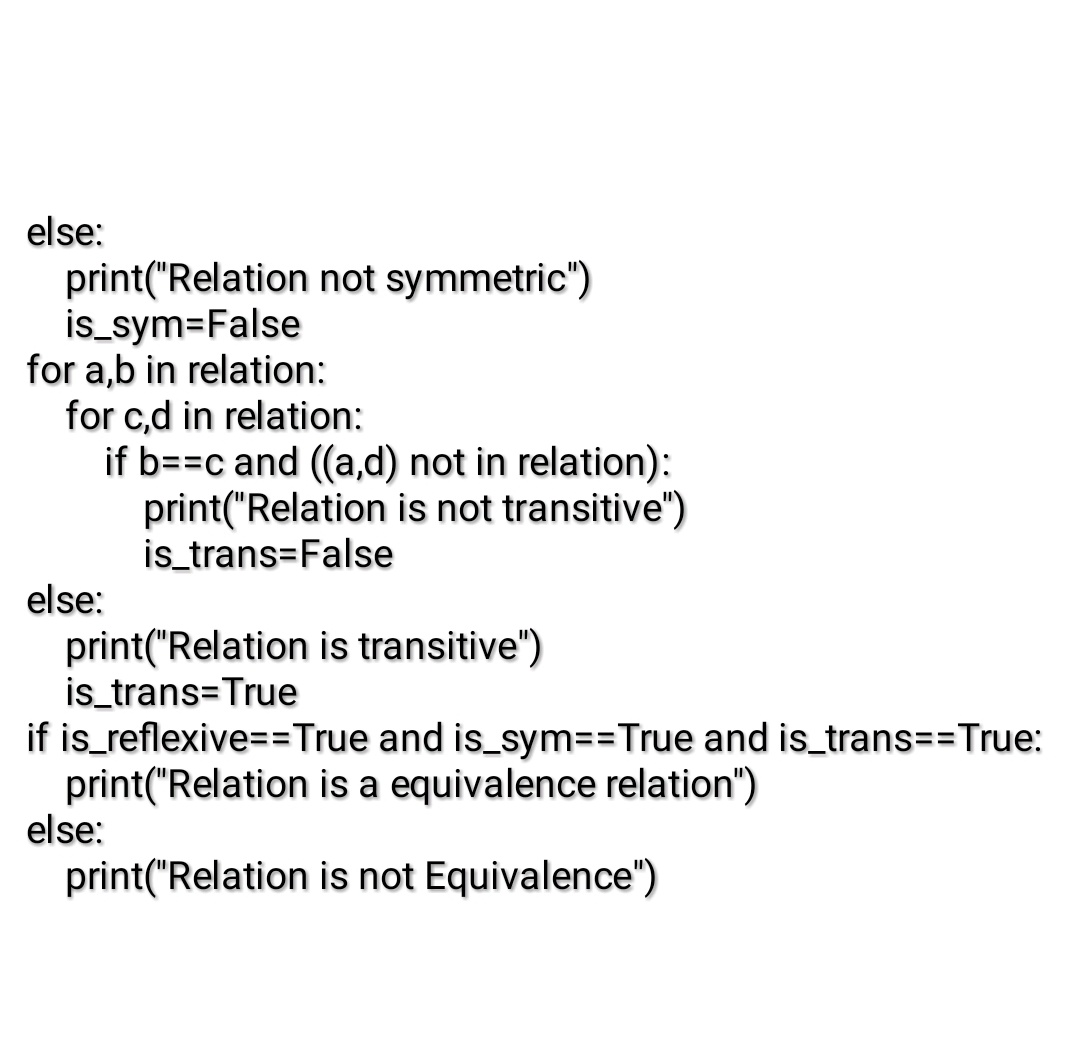 else:
    print("Relation not symmetric")
    is_sym=False
for a,b in relation:
    for c,d in relation:
        if b==c and ((a,d) not in relation):
            print("Relation is not transitive")
            is_trans=False
else:
    print("Relation is transitive")
    is_trans=True
if is_reflexive==True and is_sym==True and is_trans==True:
    print("Relation is a equivalence relation")
else:
    print("Relation is not Equivalence")